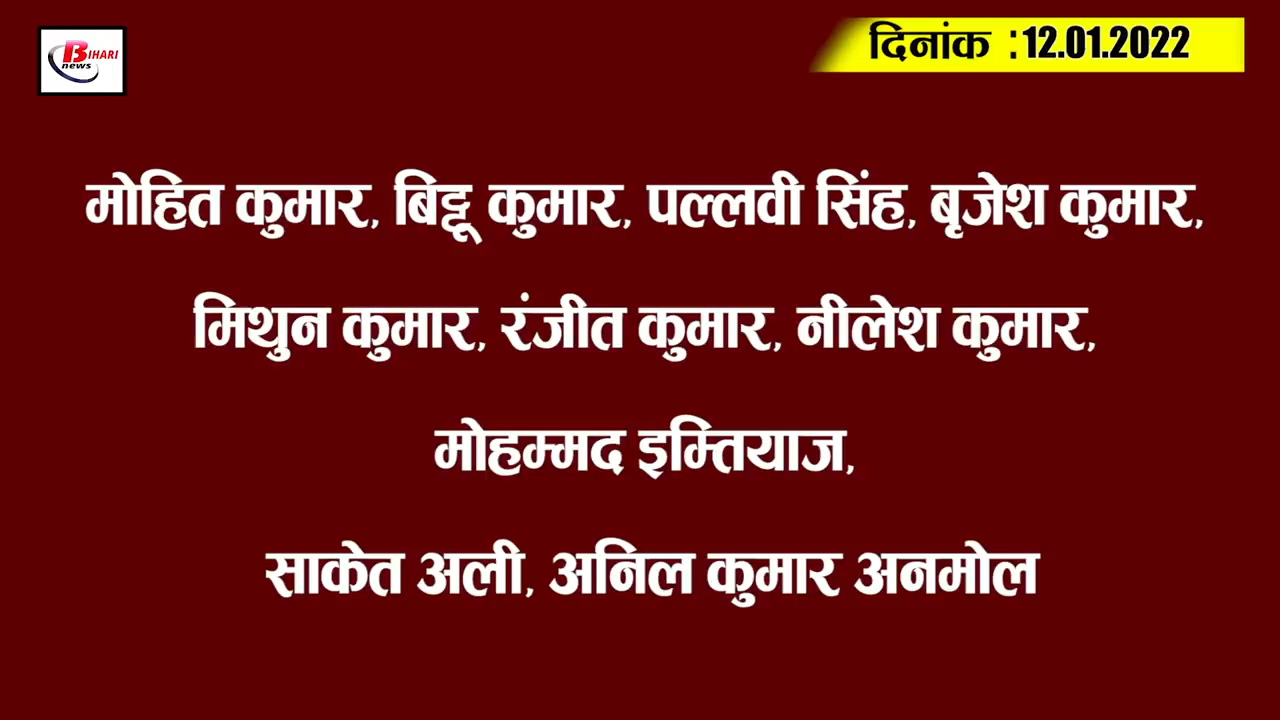 BIHARI
news
दिनांक : 12.01.2022
मोहित कुमार, बिट्टू कुमार, पल्लवी सिंह, बृजेश कुमार,
मिथुन कुमार, रंजीत कुमार, नीलेश कुमार,
मोहम्मद इम्तियाज,
साकेत अली, अनिल कुमार अनमोल